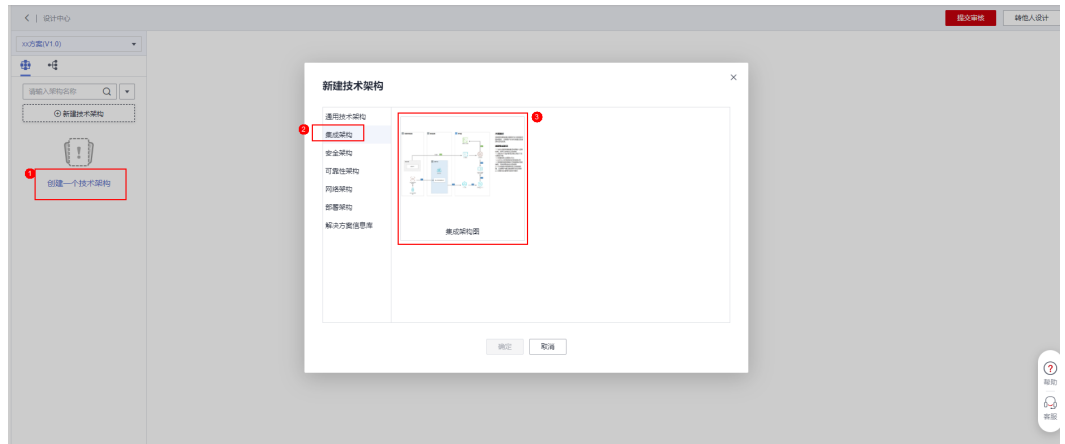 设计中心
提交审核
转他人设计
xx方案(V1.0)
请输入架构名称
新建技术架构
1
创建一个技术架构
新建技术架构
通用技术架构
2
集成架构
安全架构
可靠性架构
网络架构
部署架构
解决方案信息库
3
集成架构图
确定
取消
帮助
客服